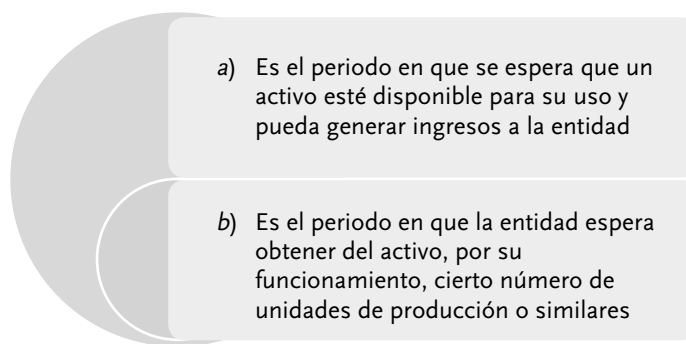 a) Es el periodo en que se espera que un
activo esté disponible para su uso y
pueda generar ingresos a la entidad
b) Es el periodo en que la entidad espera
obtener del activo, por su
funcionamiento, cierto número de
unidades de producción o similares